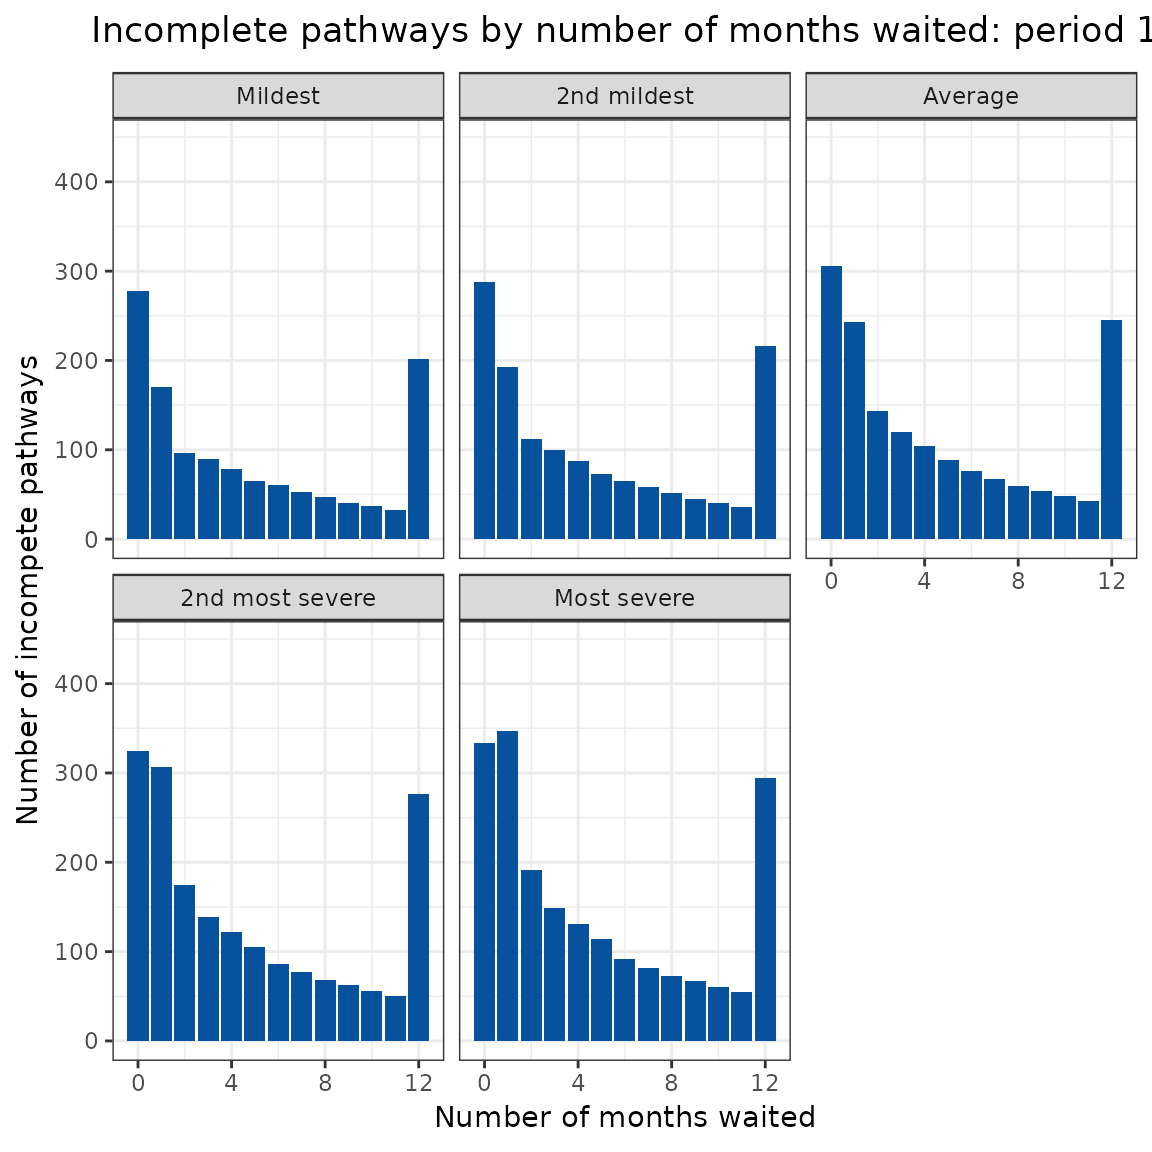 Incomplete pathways by number of months waited: period 1
Mildest
2nd mildest
Average
400
300
200
100
0
0 4 8 12
2nd most severe
Most severe
400
300
200
100
0
0 4 8 12
0 4 8 12
Number of months waited
Number of incompete pathways